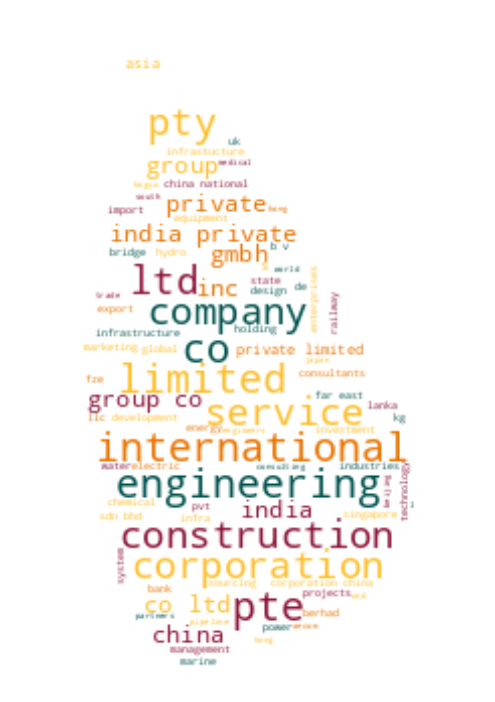 asia
pty
uk
infrastucture
group medical
china national
south
private hong
import
equipment
india private
b v
bridge hydro gmbh
world
ltd inc state
design de
enterprises
trade
export
company
railway
infrastructure holding
co
marketing global private limited
japan
limited consultants
fze
far east
group co lanka
service
llc development kg
energy
investment
international
water electric consulting industries
engineering
technology
chemical pvt india
sdn bhd infra singapore
construction
corporation
system
sourcing corporation china
bank projects
co ltd pte
berhad
partners pipeline power
china
hong
management
marine